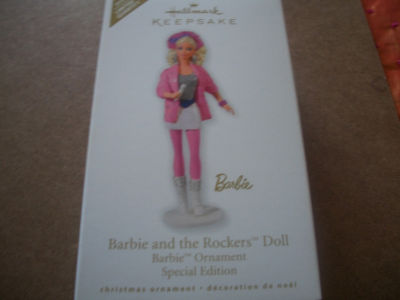 Hallmark
KEEPSAKE
Barbie
Barbie and the Rockers™ Doll
Barbie™ Ornament
Special Edition
christmas ornament • décoration de noël